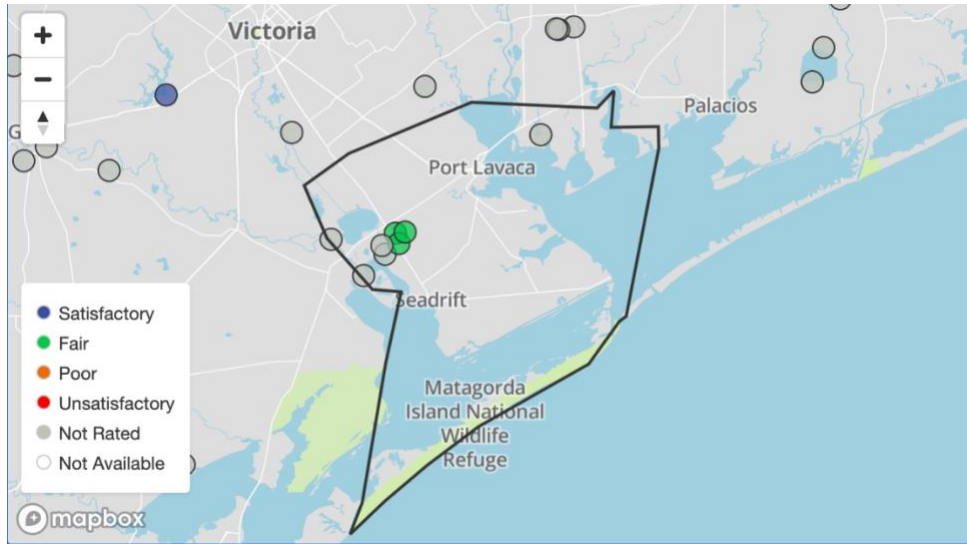 Victoria
+
−
Palacios
G
Port Lavaca
Seadrift
Satisfactory
Fair
Poor
Unsatisfactory
Not Rated
Not Available
Matagorda
Island National
Wildlife
Refuge
mapbox